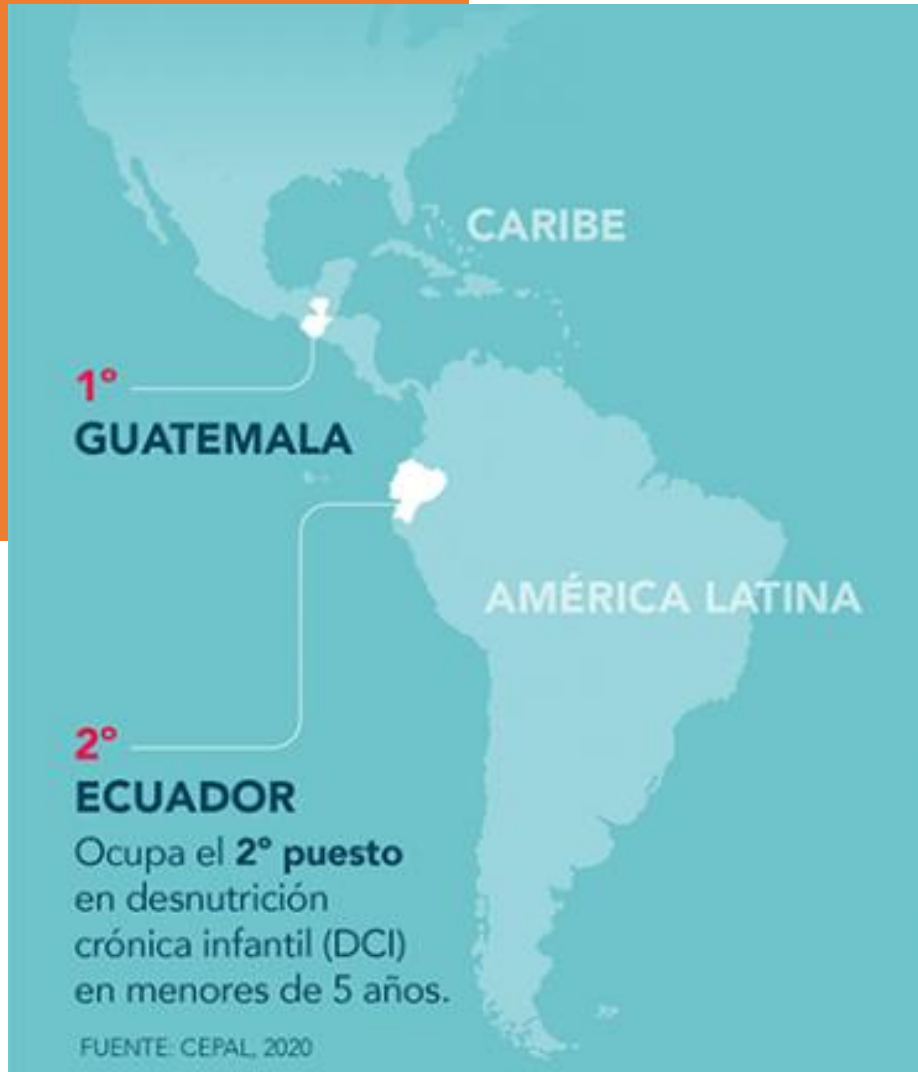 CARIBE
1°
GUATEMALA
AMÉRICA LATINA
2°
ECUADOR
Ocupa el 2° puesto
en desnutrición
crónica infantil (DCI)
en menores de 5 años.
FUENTE: CEPAL, 2020